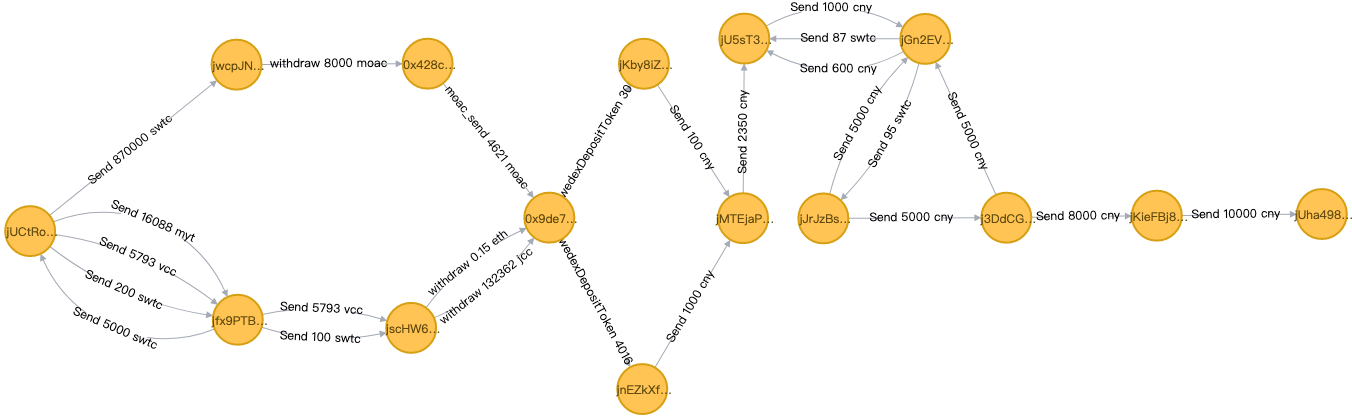 Send 1000 cny
jU5sT3...
Send 87 swtc
jGn2EV...
Send 600 cny
jwcpJN...
withdraw 8000 moac
0x428c...
jKby8iZ...
Send 870000 swtc
moac_send 4621 moac
wedexDepositToken 30
Send 100 cny
Send 2350 cny
Send 5000 cny
Send 95 swtc
Send 5000 cny
jUCtRo...
Send 16088 myt
Send 5793 vcc
Send 200 swtc
Send 5000 swtc
0x9de7...
jMTEjaP...
jJrJzBs...
Send 5000 cny
j3DdCG...
Send 8000 cny
jKieFBj8...
Send 10000 cny
jUha498...
withdraw 0.15 eth
withdraw 132362 jcc
wedexDepositToken 4016
Send 1000 cny
jfx9PTB...
Send 5793 vcc
Send 100 swtc
jscHW6...
jnEZkXf...